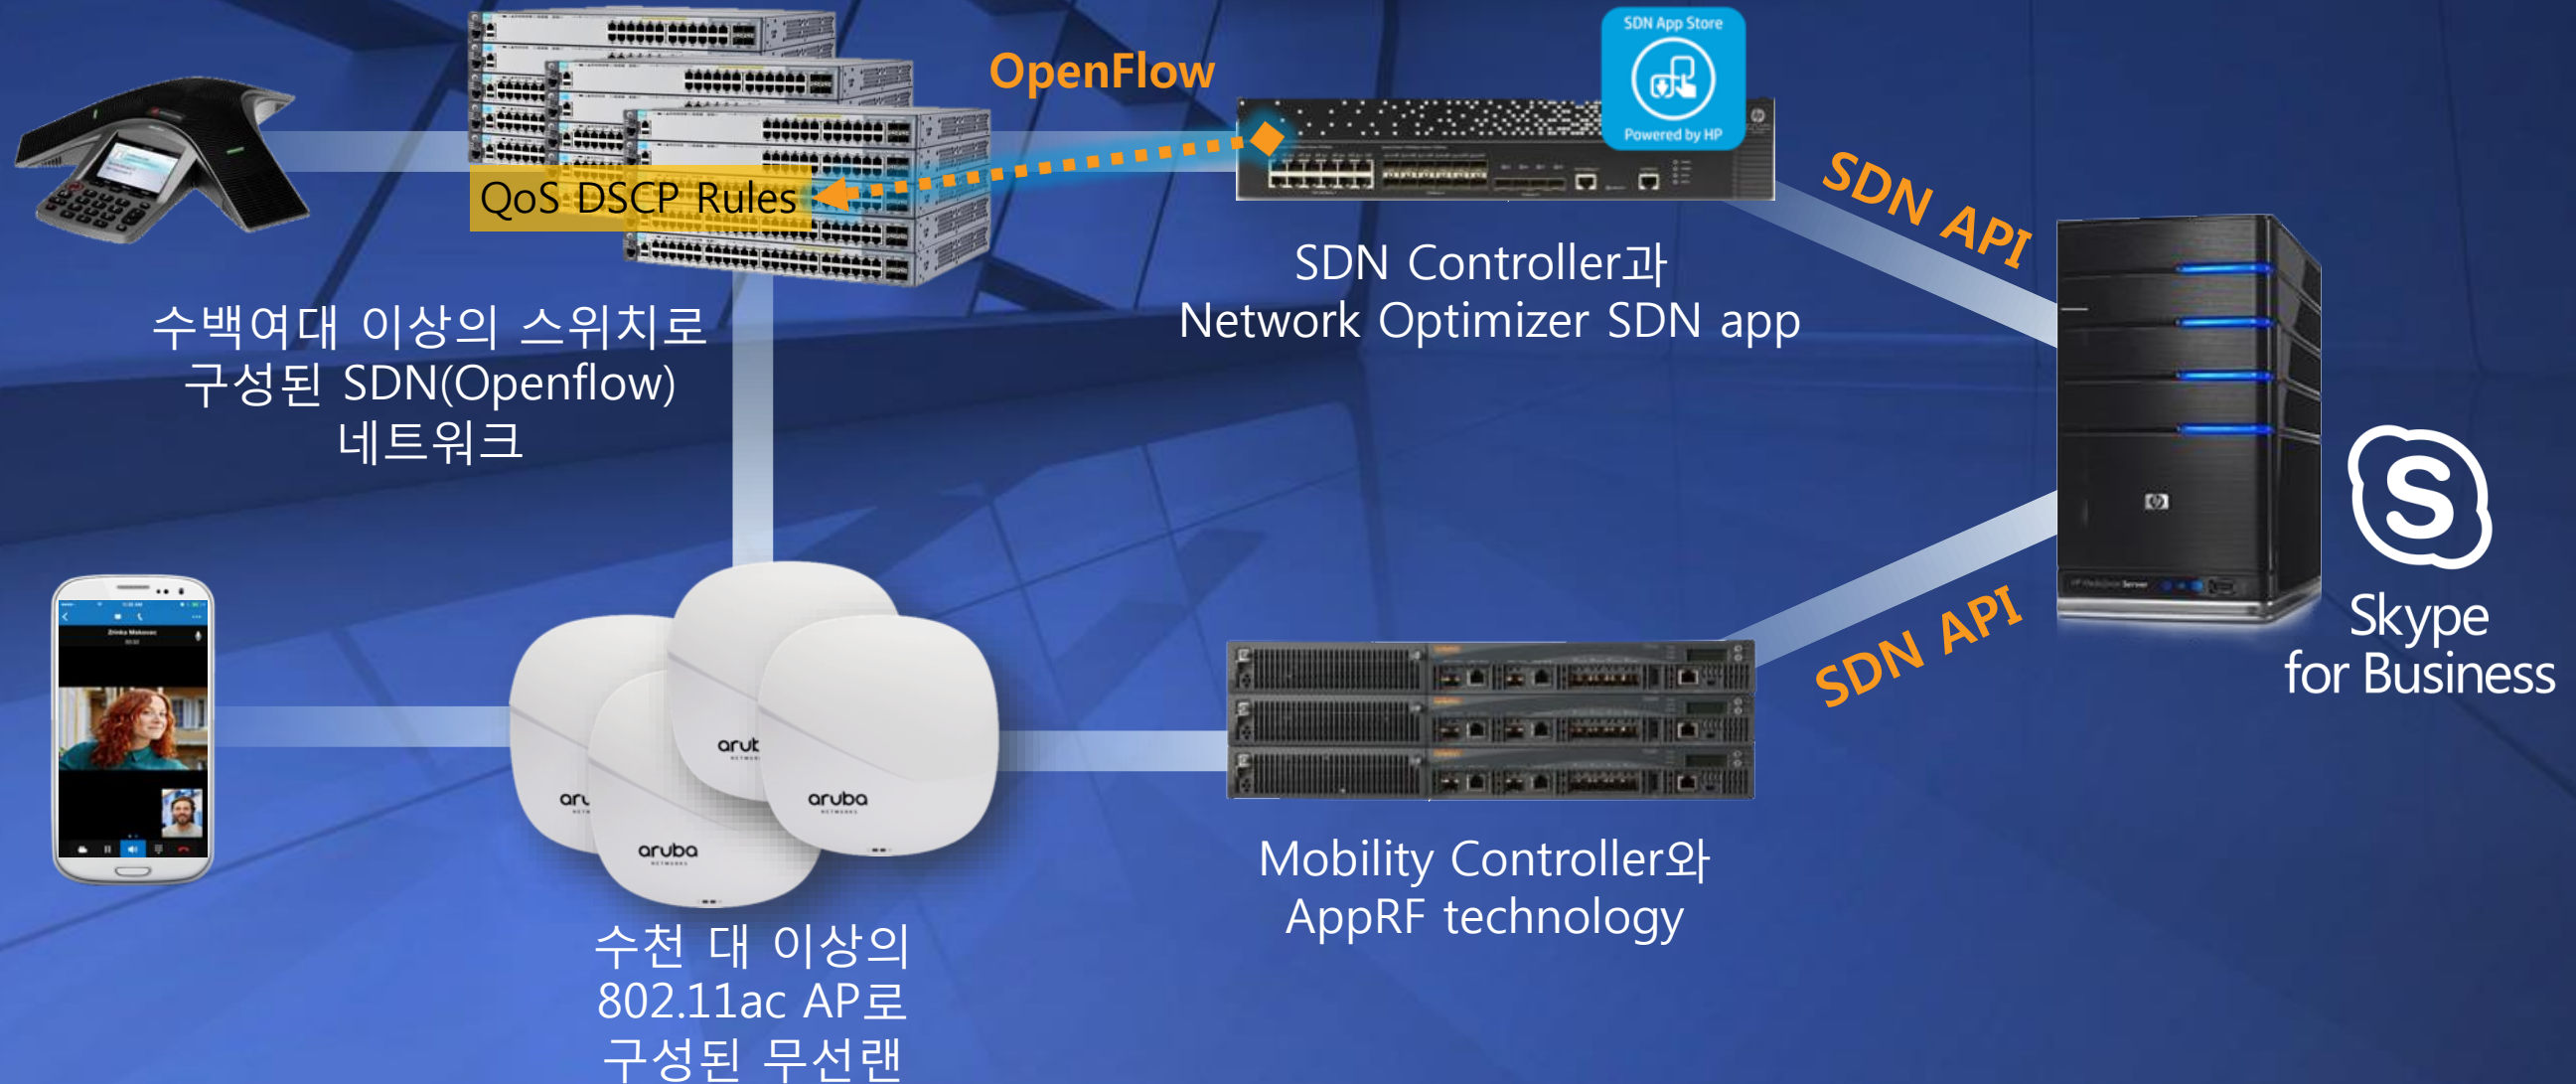 SDN App Store
Powered by HP
OpenFlow
QoS DSCP Rules
SDN API
SDN Controller과
Network Optimizer SDN app
수백여대 이상의 스위치로
구성된 SDN(Openflow)
네트워크
Skype
for Business
SDN API
Zrinka Makovec
aruba
NETWORKS
aruba
NETWORKS
Mobility Controller와
AppRF technology
수천 대 이상의
802.11ac AP로
구성된 무선랜